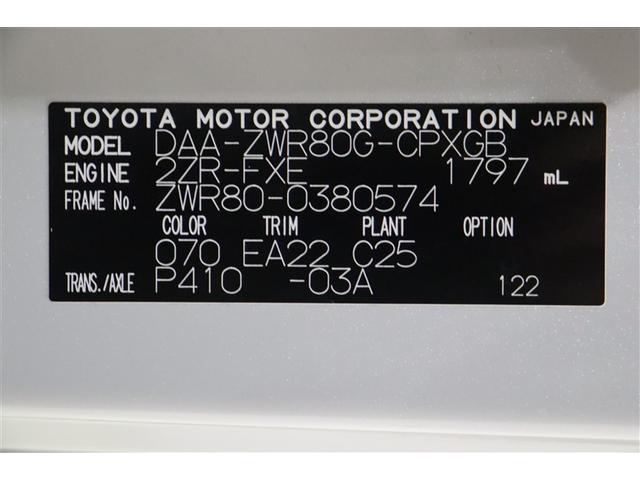 TOYOTA MOTOR CORPORATION JAPAN
MODEL DAA-ZWR80G-CPXGB
ENGINE 2ZR-FXE 1797 mL
FRAME No. ZWR80-0380574
COLOR TRIM PLANT OPTION
070 EA22 C25
TRANS./AXLE P410 -03A 122